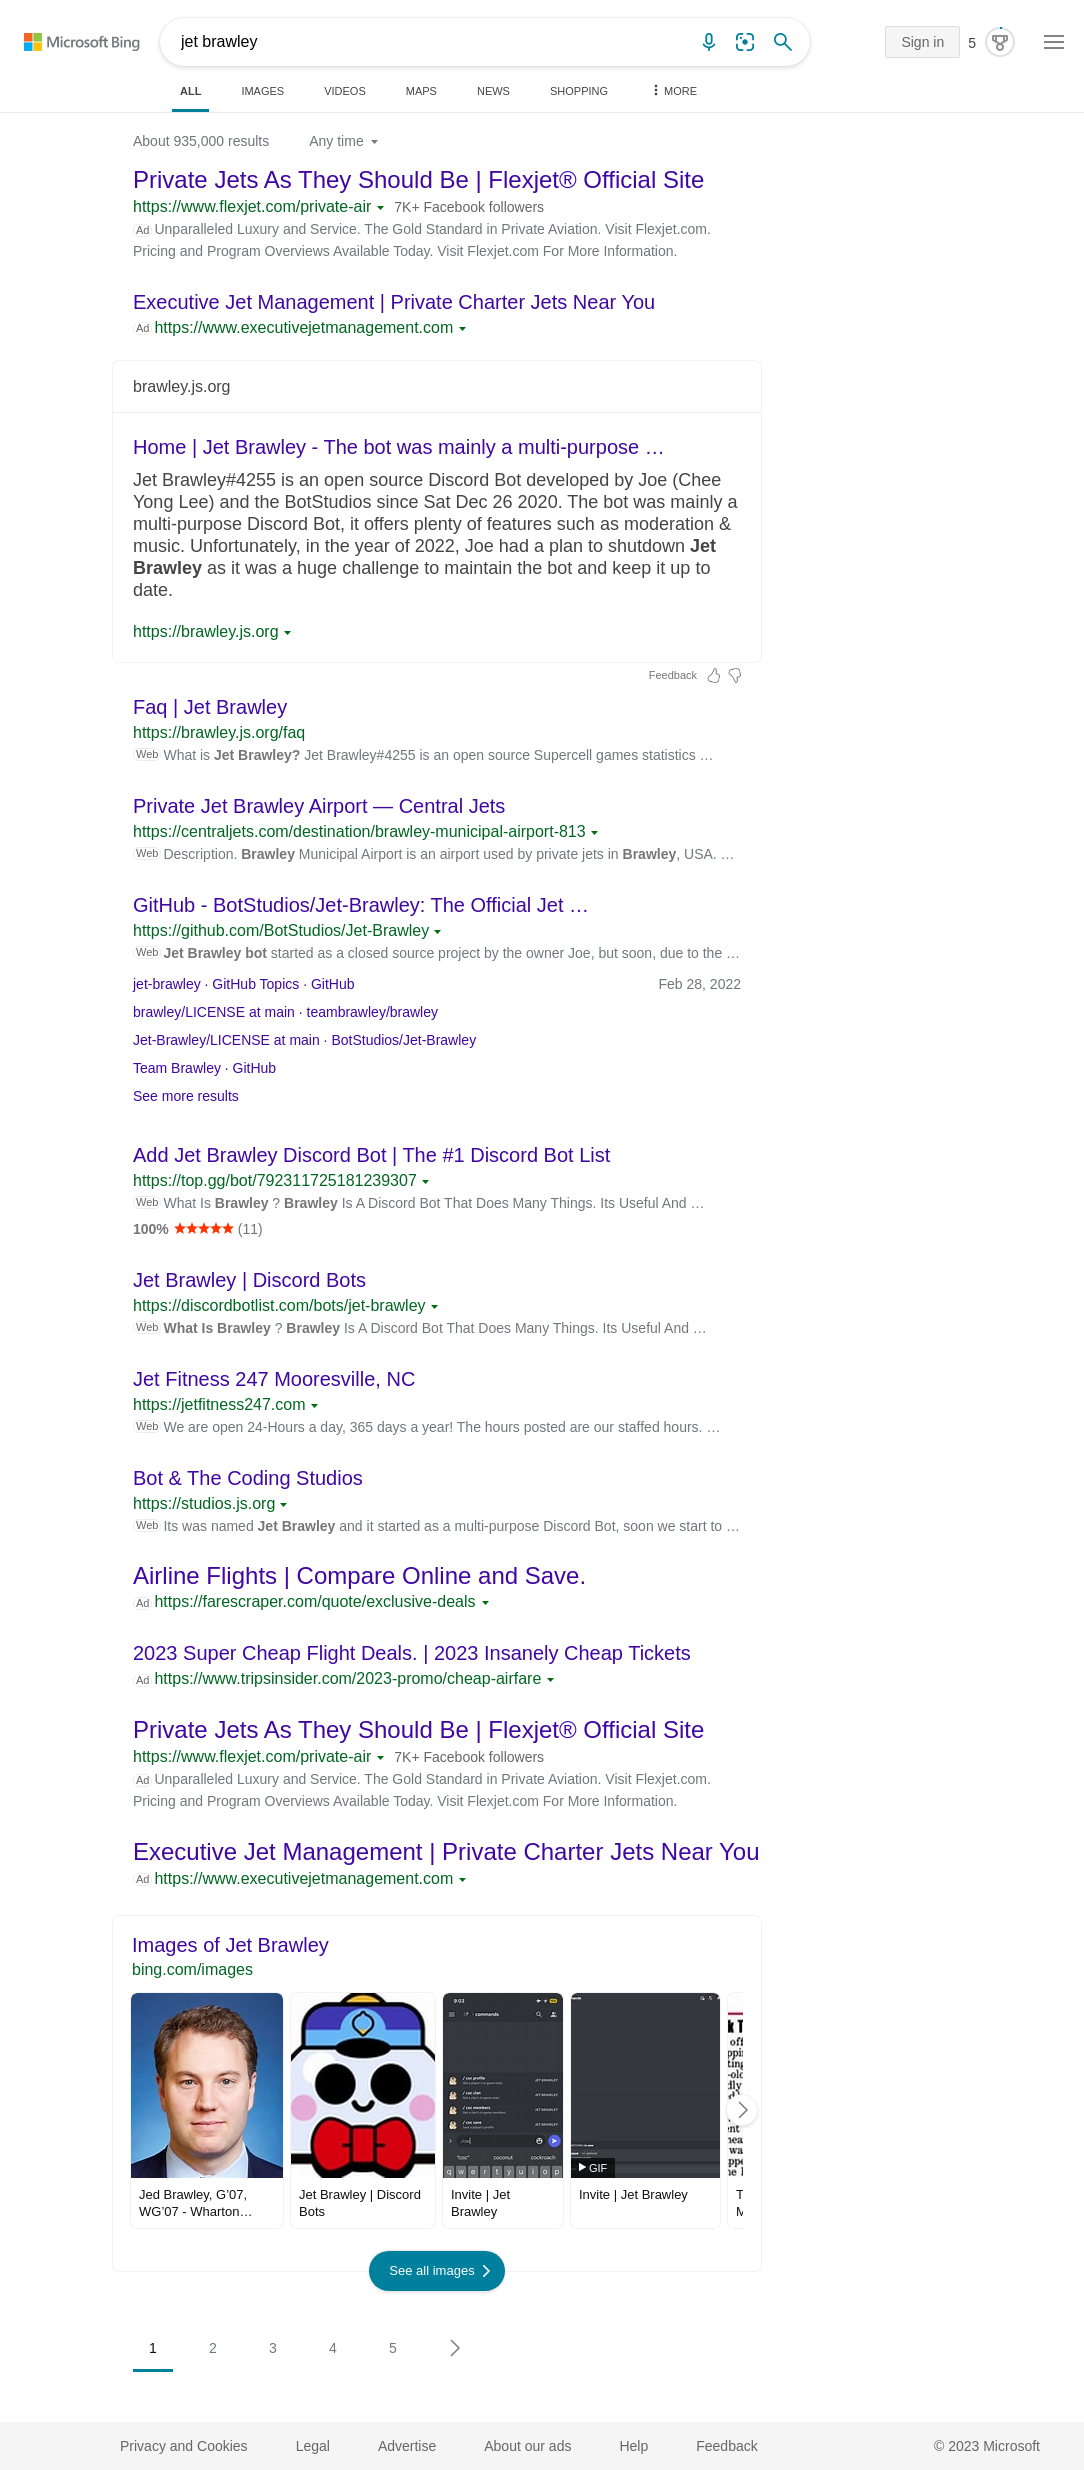 Microsoft Bing
jet brawley
Sign in
5
ALL
IMAGES
VIDEOS
MAPS
NEWS
SHOPPING
MORE
About 935,000 results
Any time
Private Jets As They Should Be | Flexjet® Official Site
https://www.flexjet.com/private-air
7K+ Facebook followers
Ad Unparalleled Luxury and Service. The Gold Standard in Private Aviation. Visit Flexjet.com.
Pricing and Program Overviews Available Today. Visit Flexjet.com For More Information.
Executive Jet Management | Private Charter Jets Near You
Ad https://www.executivejetmanagement.com
brawley.js.org
Home | Jet Brawley - The bot was mainly a multi-purpose …
Jet Brawley#4255 is an open source Discord Bot developed by Joe (Chee
Yong Lee) and the BotStudios since Sat Dec 26 2020. The bot was mainly a
multi-purpose Discord Bot, it offers plenty of features such as moderation &
music. Unfortunately, in the year of 2022, Joe had a plan to shutdown Jet
Brawley as it was a huge challenge to maintain the bot and keep it up to
date.
https://brawley.js.org
Feedback
Faq | Jet Brawley
https://brawley.js.org/faq
Web What is Jet Brawley? Jet Brawley#4255 is an open source Supercell games statistics …
Private Jet Brawley Airport — Central Jets
https://centraljets.com/destination/brawley-municipal-airport-813
Web Description. Brawley Municipal Airport is an airport used by private jets in Brawley, USA. …
GitHub - BotStudios/Jet-Brawley: The Official Jet …
https://github.com/BotStudios/Jet-Brawley
Web Jet Brawley bot started as a closed source project by the owner Joe, but soon, due to the …
jet-brawley · GitHub Topics · GitHub
Feb 28, 2022
brawley/LICENSE at main · teambrawley/brawley
Jet-Brawley/LICENSE at main · BotStudios/Jet-Brawley
Team Brawley · GitHub
See more results
Add Jet Brawley Discord Bot | The #1 Discord Bot List
https://top.gg/bot/792311725181239307
Web What Is Brawley ? Brawley Is A Discord Bot That Does Many Things. Its Useful And …
100% ★★★★★ (11)
Jet Brawley | Discord Bots
https://discordbotlist.com/bots/jet-brawley
Web What Is Brawley ? Brawley Is A Discord Bot That Does Many Things. Its Useful And …
Jet Fitness 247 Mooresville, NC
https://jetfitness247.com
Web We are open 24-Hours a day, 365 days a year! The hours posted are our staffed hours. …
Bot & The Coding Studios
https://studios.js.org
Web Its was named Jet Brawley and it started as a multi-purpose Discord Bot, soon we start to …
Airline Flights | Compare Online and Save.
Ad https://farescraper.com/quote/exclusive-deals
2023 Super Cheap Flight Deals. | 2023 Insanely Cheap Tickets
Ad https://www.tripsinsider.com/2023-promo/cheap-airfare
Private Jets As They Should Be | Flexjet® Official Site
https://www.flexjet.com/private-air
7K+ Facebook followers
Ad Unparalleled Luxury and Service. The Gold Standard in Private Aviation. Visit Flexjet.com.
Pricing and Program Overviews Available Today. Visit Flexjet.com For More Information.
Executive Jet Management | Private Charter Jets Near You
Ad https://www.executivejetmanagement.com
Images of Jet Brawley
bing.com/images
9:03
commands
/ coc profile
/ coc clan
/ coc members
/ coc save
"coc" coconut cockroach
q w e r t y u i o p
GIF
Jed Brawley, G'07,
WG'07 - Wharton…
Jet Brawley | Discord
Bots
Invite | Jet
Brawley
Invite | Jet Brawley
See all images
1
2
3
4
5
Privacy and Cookies
Legal
Advertise
About our ads
Help
Feedback
© 2023 Microsoft